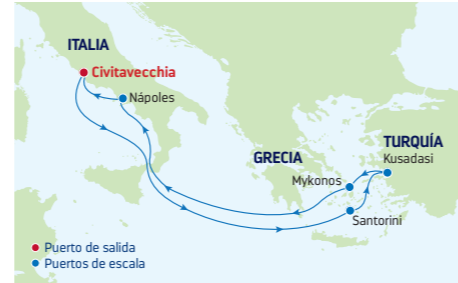 ITALIA
Civitavecchia
Nápoles
GRECIA
TURQUÍA
Kusadasi
Mykonos
Santorini
Puerto de salida
Puertos de escala